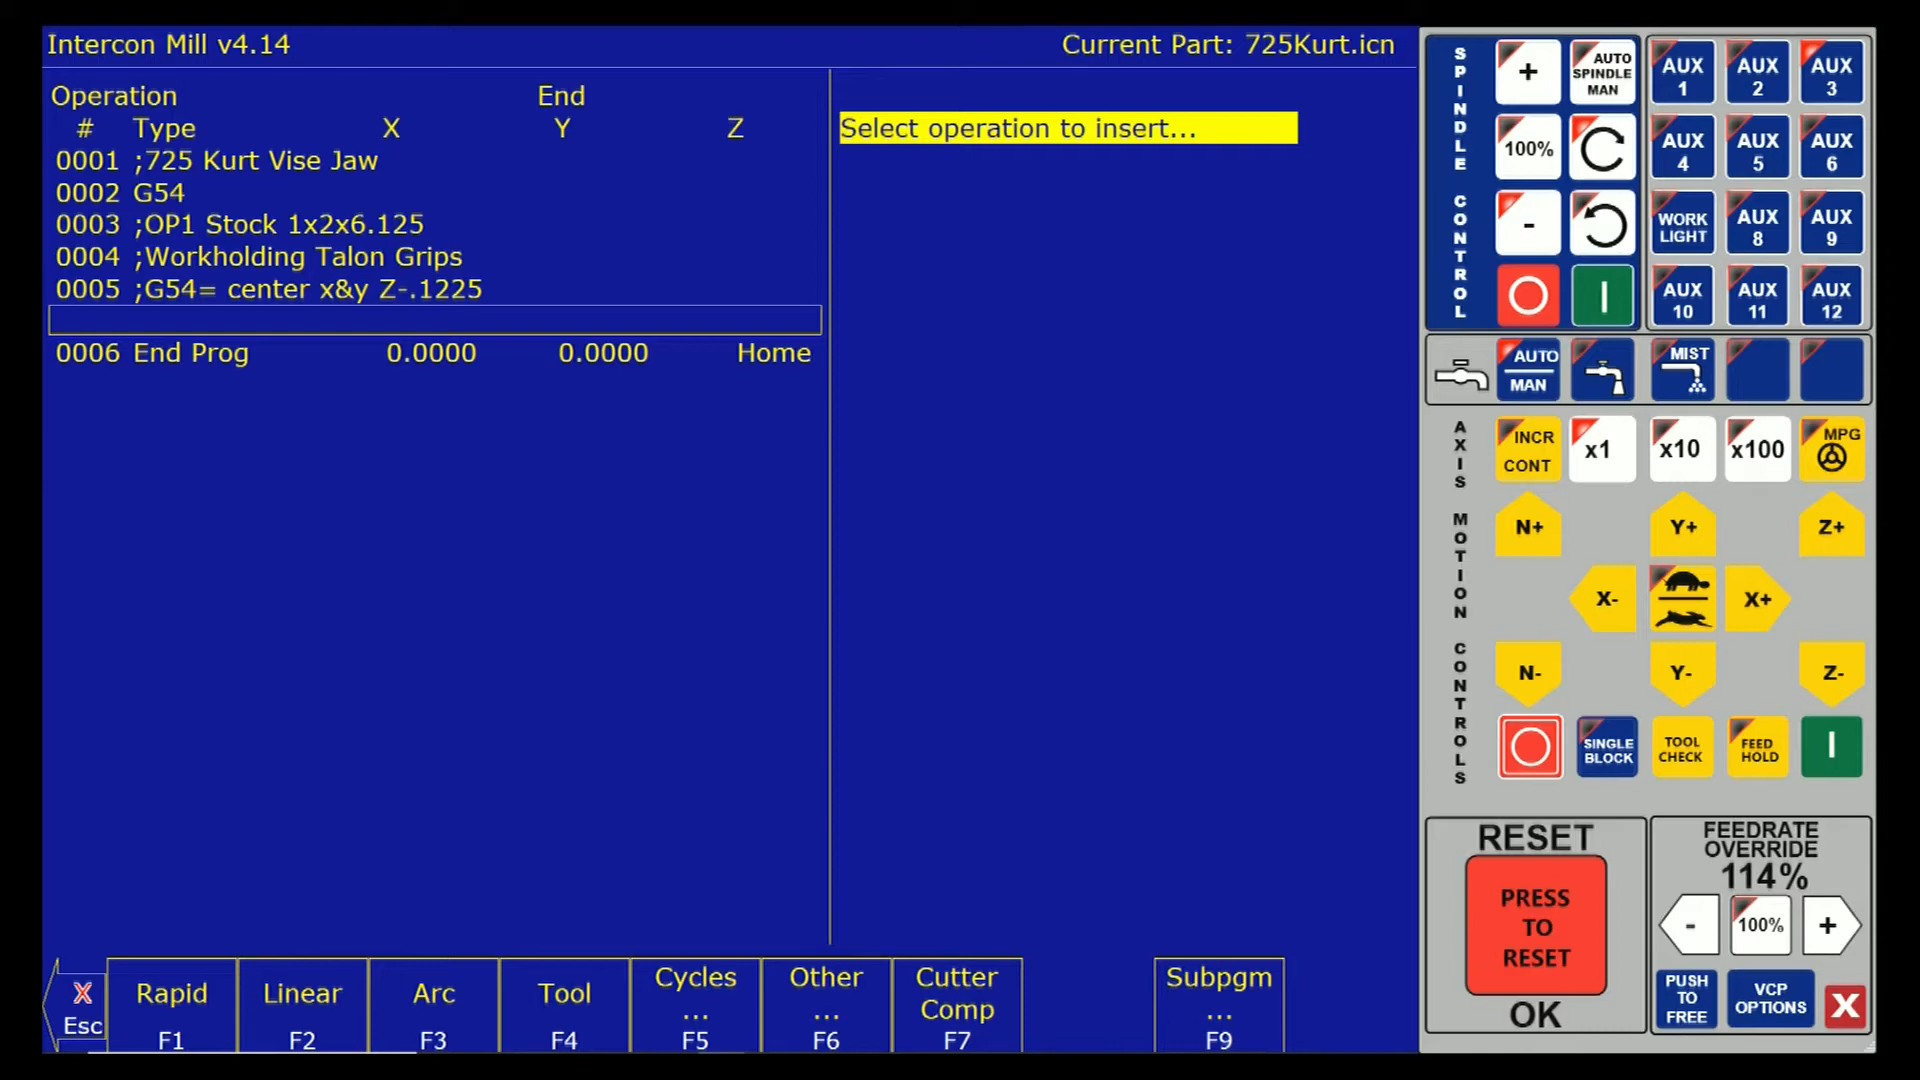 Intercon Mill v4.14
Current Part: 725Kurt.icn
Operation End
# Type X Y Z
0001 ;725 Kurt Vise Jaw
0002 G54
0003 ;OP1 Stock 1x2x6.125
0004 ;Workholding Talon Grips
0005 ;G54= center x&y Z-.1225
0006 End Prog 0.0000 0.0000 Home
Select operation to insert...
X Esc
Rapid F1
Linear F2
Arc F3
Tool F4
Cycles ... F5
Other ... F6
Cutter Comp F7
Subpgm ... F9
SPINDLE CONTROL
+
AUTO SPINDLE MAN
100%
-
AUX 1
AUX 2
AUX 3
AUX 4
AUX 5
AUX 6
WORK LIGHT
AUX 8
AUX 9
AUX 10
AUX 11
AUX 12
AUTO MAN
MIST
AXIS MOTION CONTROLS
INCR CONT
x1
x10
x100
MPG
N+
Y+
Z+
X-
X+
N-
Y-
Z-
SINGLE BLOCK
TOOL CHECK
FEED HOLD
RESET
PRESS TO RESET
OK
FEEDRATE OVERRIDE
114%
-
100%
+
PUSH TO FREE
VCP OPTIONS
X